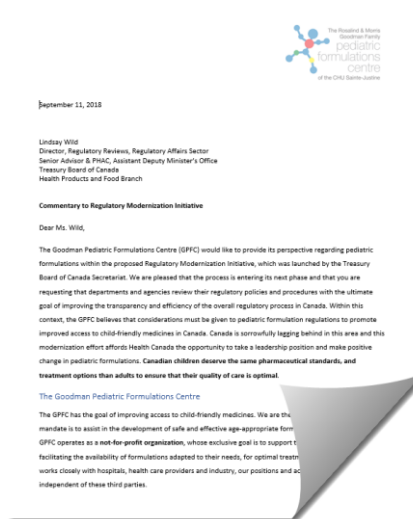 The Rosalind & Morris
Goodman Family
pediatric
formulations
centre
of the CHU Sainte-Justine
September 11, 2018
Lindsay Wild
Director, Regulatory Reviews, Regulatory Affairs Sector
Senior Advisor & PHAC, Assistant Deputy Minister's Office
Treasury Board of Canada
Health Products and Food Branch
Commentary to Regulatory Modernization Initiative
Dear Ms. Wild,
The Goodman Pediatric Formulations Centre (GPFC) would like to provide its perspective regarding pediatric
formulations within the proposed Regulatory Modernization Initiative, which was launched by the Treasury
Board of Canada Secretariat. We are pleased that the process is entering its next phase and that you are
requesting that departments and agencies review their regulatory policies and procedures with the ultimate
goal of improving the transparency and efficiency of the overall regulatory process in Canada. Within this
context, the GPFC believes that considerations must be given to pediatric formulation regulations to promote
improved access to child-friendly medicines in Canada. Canada is sorrowfully lagging behind in this area and this
modernization effort affords Health Canada the opportunity to take a leadership position and make positive
change in pediatric formulations. Canadian children deserve the same pharmaceutical standards, and
treatment options than adults to ensure that their quality of care is optimal.
The Goodman Pediatric Formulations Centre
The GPFC has the goal of improving access to child-friendly medicines. We are the
mandate is to assist in the development of safe and effective age-appropriate form
GPFC operates as a not-for-profit organization, whose exclusive goal is to support t
facilitating the availability of formulations adapted to their needs, for optimal treatm
works closely with hospitals, health care providers and industry, our positions and ac
independent of these third parties.